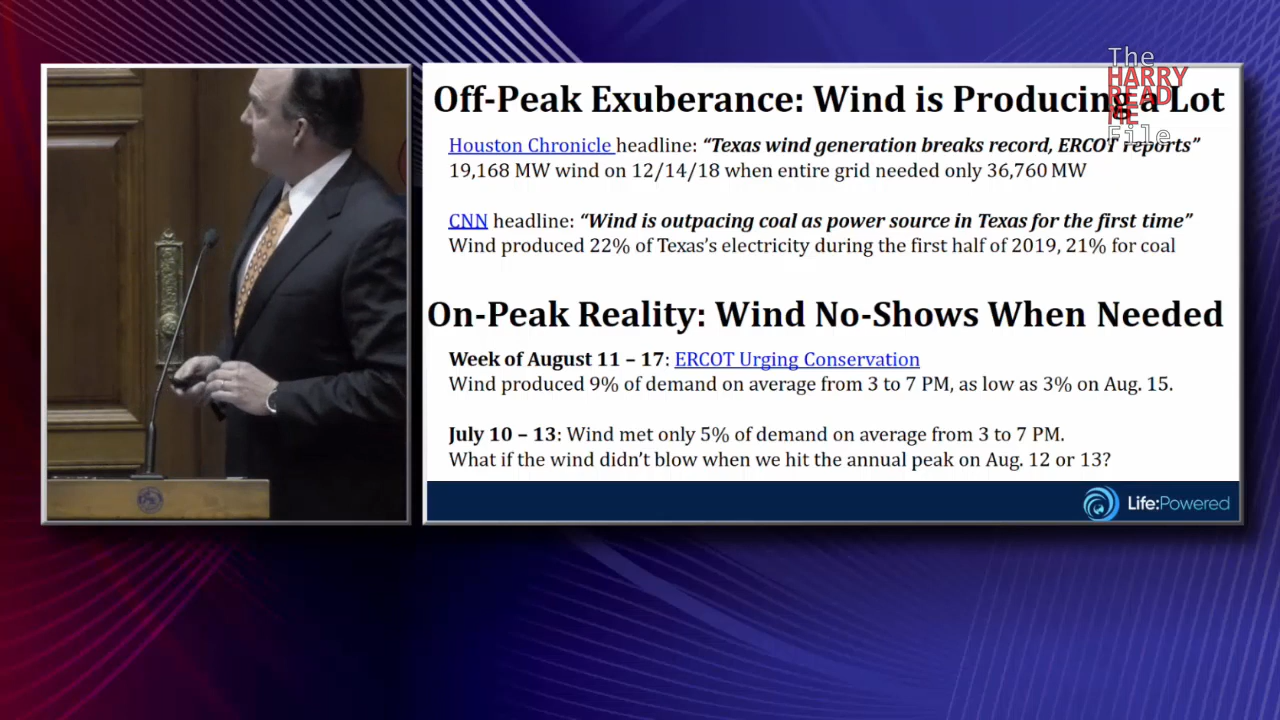 The
HARRY
READ
ME
File
Off-Peak Exuberance: Wind is Producing a Lot
Houston Chronicle headline: “Texas wind generation breaks record, ERCOT reports”
19,168 MW wind on 12/14/18 when entire grid needed only 36,760 MW
CNN headline: “Wind is outpacing coal as power source in Texas for the first time”
Wind produced 22% of Texas’s electricity during the first half of 2019, 21% for coal
On-Peak Reality: Wind No-Shows When Needed
Week of August 11 – 17: ERCOT Urging Conservation
Wind produced 9% of demand on average from 3 to 7 PM, as low as 3% on Aug. 15.
July 10 – 13: Wind met only 5% of demand on average from 3 to 7 PM.
What if the wind didn’t blow when we hit the annual peak on Aug. 12 or 13?
Life:Powered